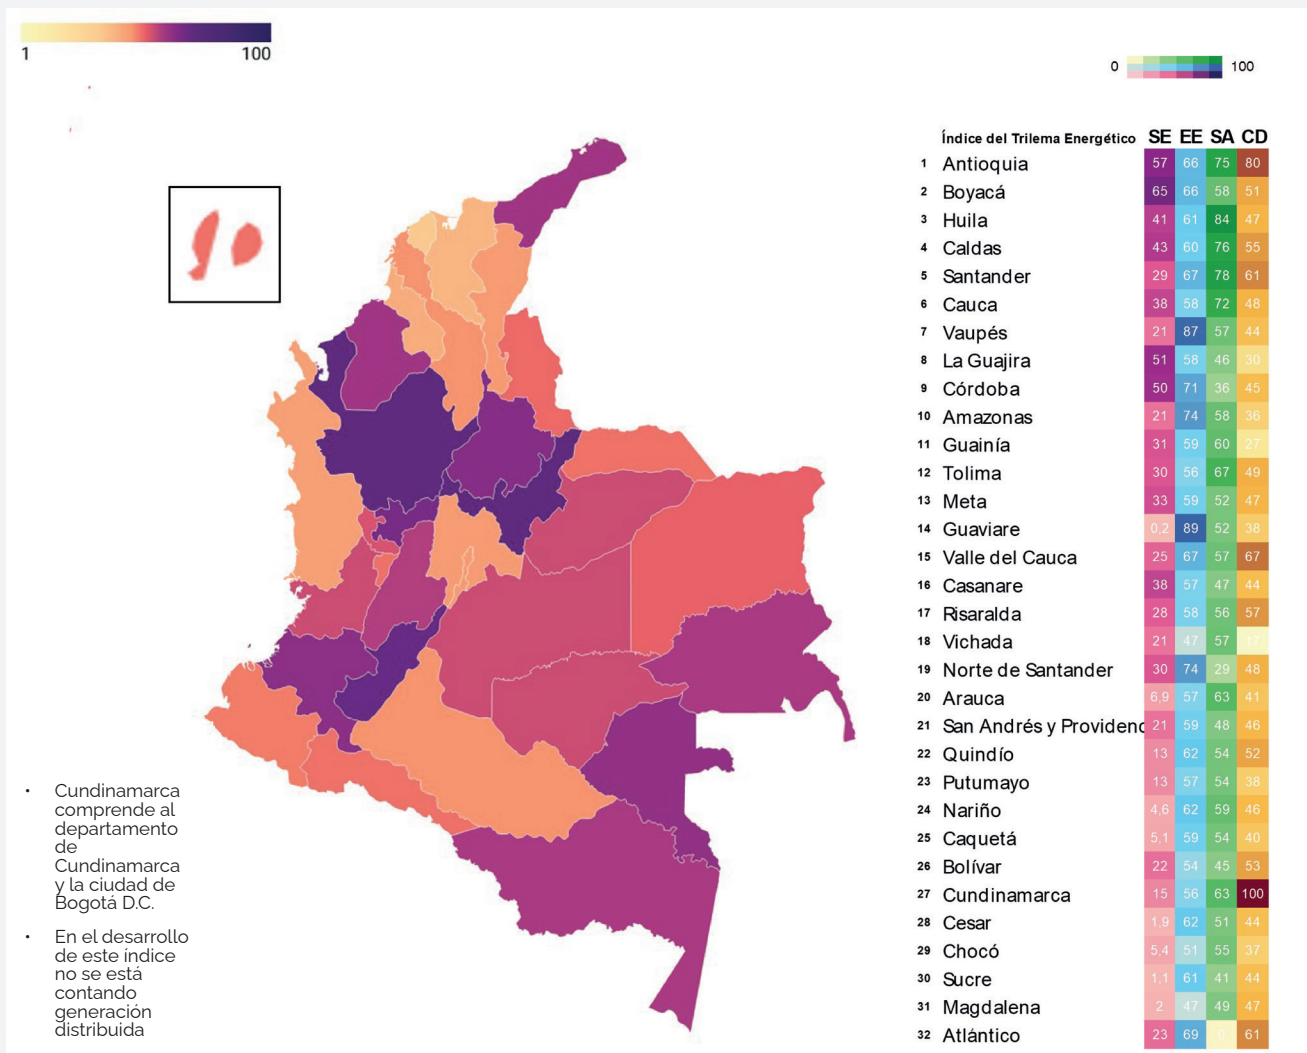 1 100
0 100
Índice del Trilema Energético SE EE SA CD
1 Antioquia 57 66 75 80
2 Boyacá 65 66 58 51
3 Huila 41 61 84 47
4 Caldas 43 60 76 55
5 Santander 29 67 78 61
6 Cauca 38 58 72 48
7 Vaupés 21 87 57 44
8 La Guajira 51 58 46 30
9 Córdoba 50 71 36 45
10 Amazonas 21 74 58 36
11 Guainía 31 59 60 27
12 Tolima 30 56 67 49
13 Meta 33 59 52 47
14 Guaviare 0,2 89 52 38
15 Valle del Cauca 25 67 57 67
16 Casanare 38 57 47 44
17 Risaralda 28 58 56 57
18 Vichada 21 47 57
19 Norte de Santander 30 74 29 48
20 Arauca 6,9 57 63 41
21 San Andrés y Providenc 21 59 48 46
22 Quindío 13 62 54 52
23 Putumayo 13 57 54 38
24 Nariño 4,6 62 59 46
25 Caquetá 5,1 59 54 40
26 Bolívar 22 54 45 53
27 Cundinamarca 15 56 63 100
28 Cesar 1,9 62 51 44
29 Chocó 5,4 51 55 37
30 Sucre 1,1 61 41 44
31 Magdalena 2 47 49 47
32 Atlántico 23 69 61
• Cundinamarca
comprende al
departamento
de
Cundinamarca
y la ciudad de
Bogotá D.C.
• En el desarrollo
de este índice
no se está
contando
generación
distribuida